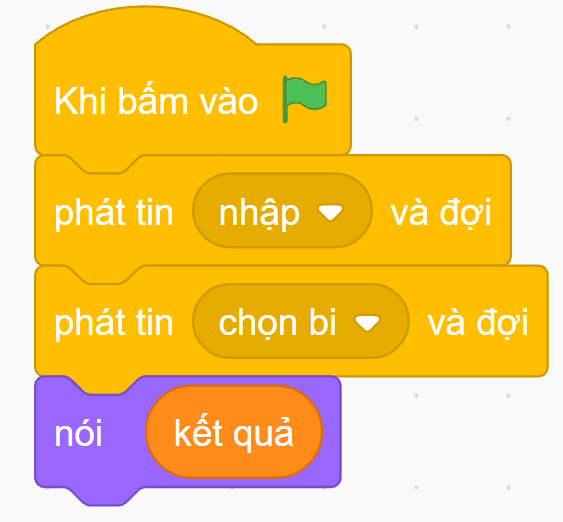 Khi bấm vào
phát tin nhập và đợi
phát tin chọn bi và đợi
nói kết quả